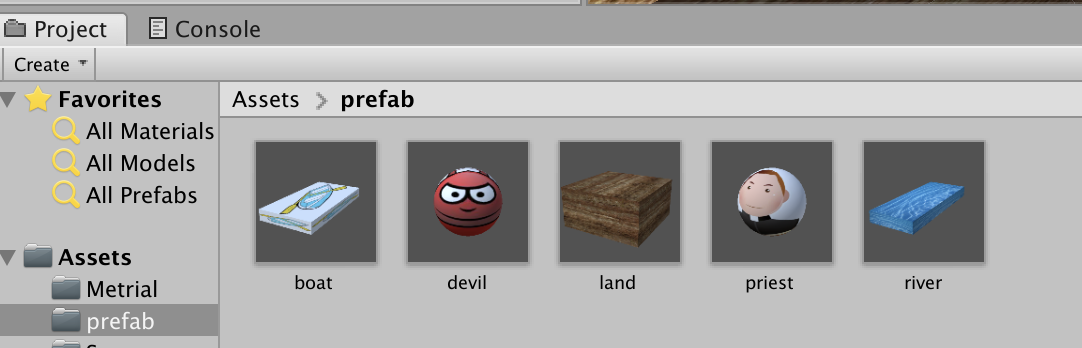 Project
Console
Create
Favorites
All Materials
All Models
All Prefabs
Assets
Metrial
prefab
Assets > prefab
boat
devil
land
priest
river